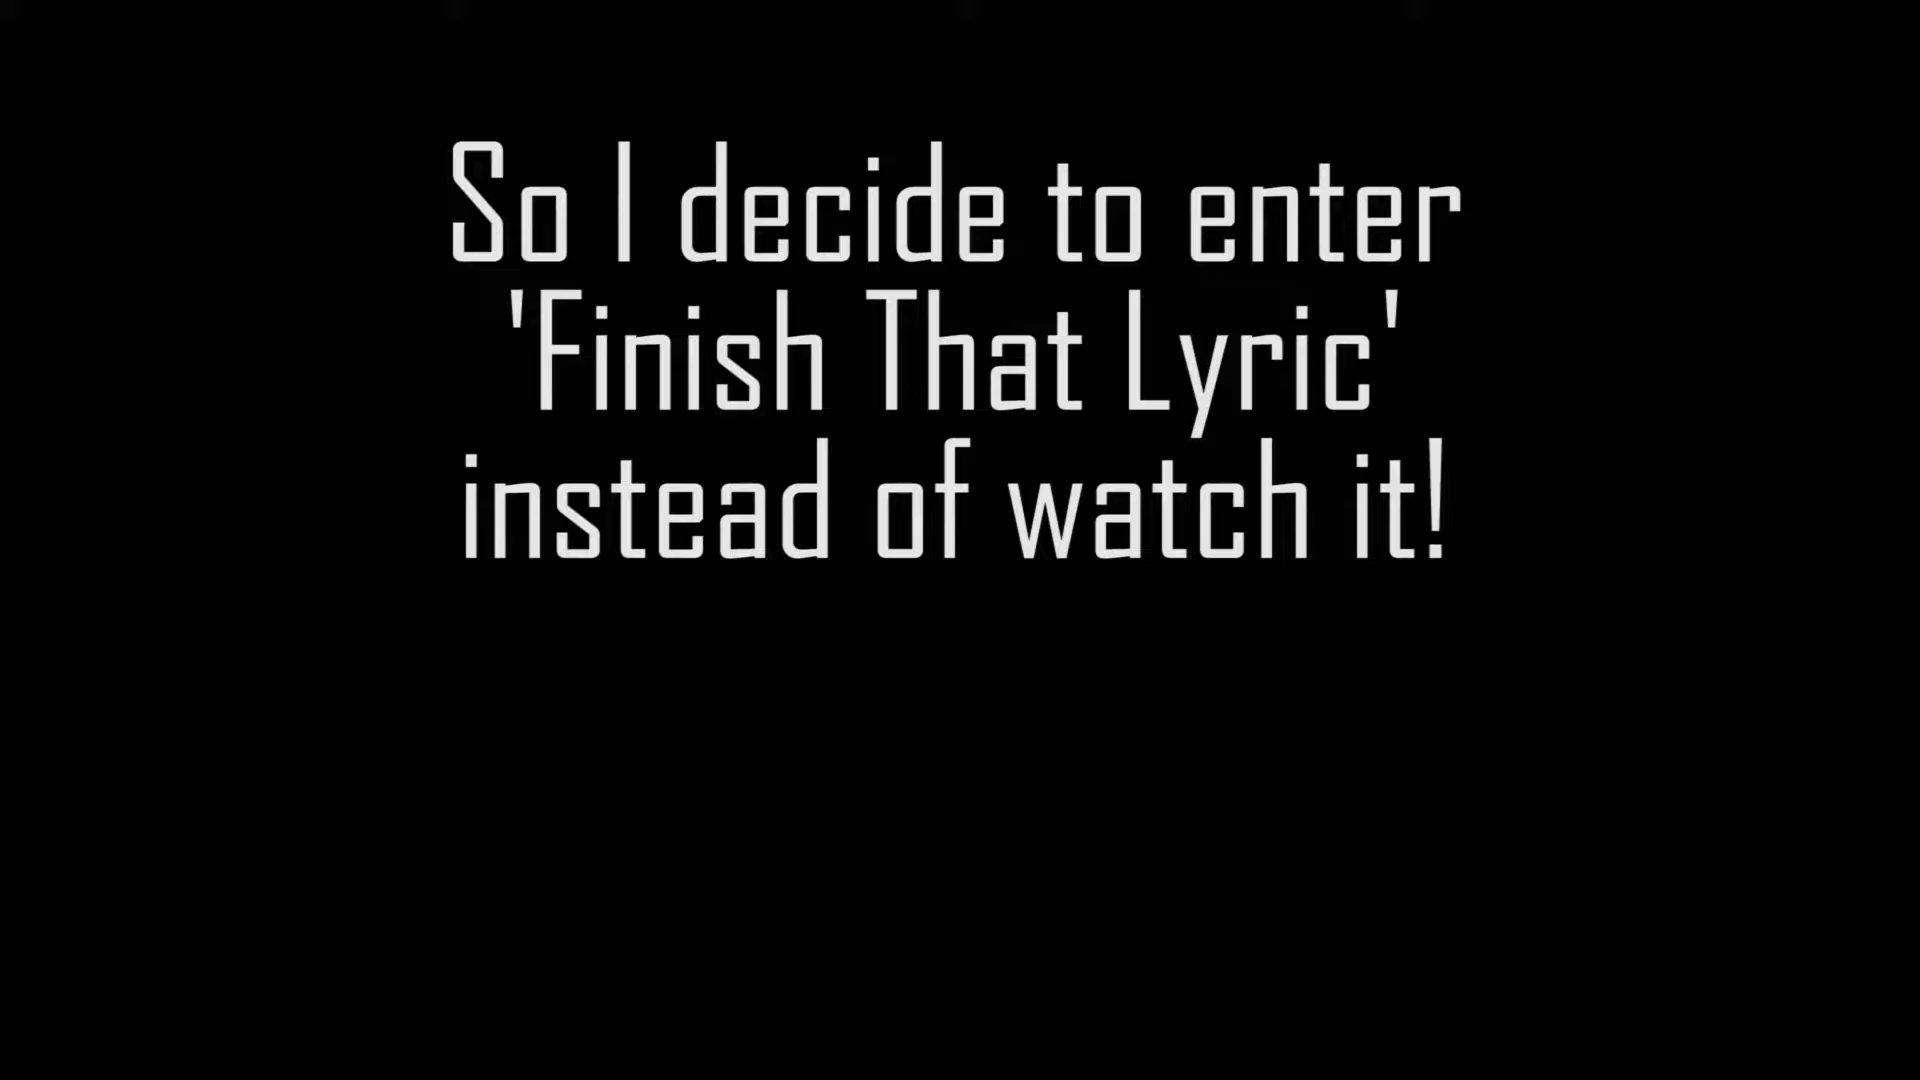 So I decide to enter
'Finish That Lyric'
instead of watch it!